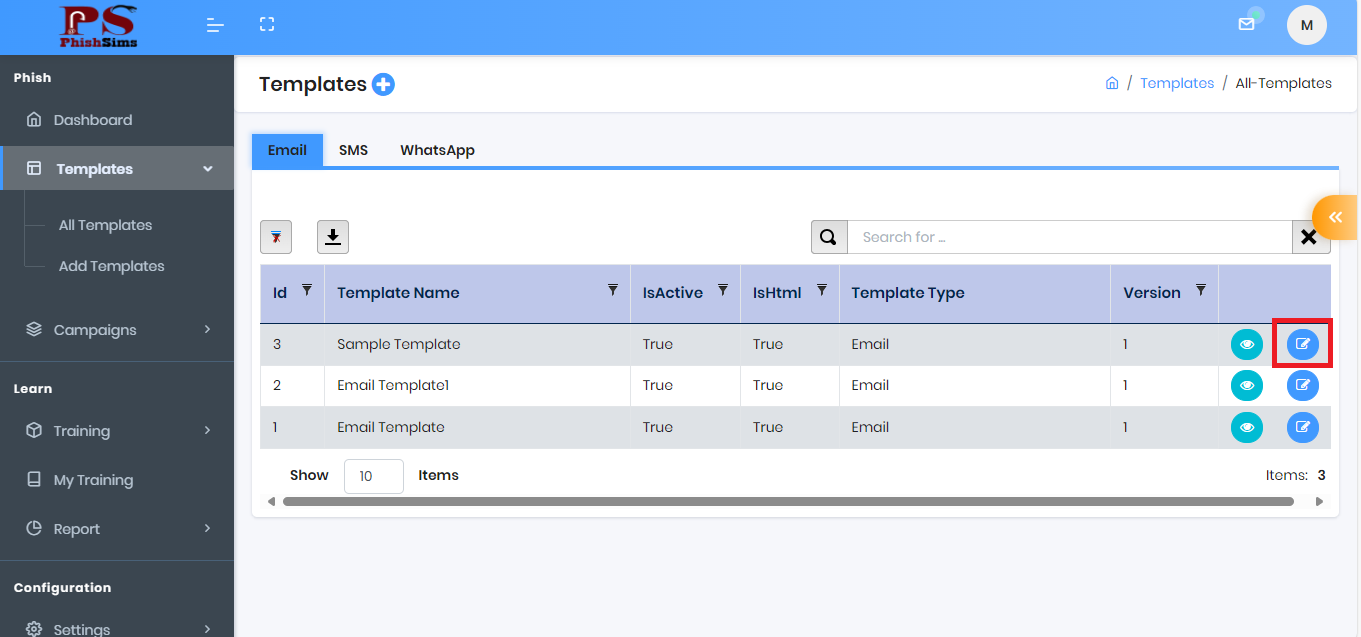 PS
PhishSims
M
Phish
Dashboard
Templates
All Templates
Add Templates
Campaigns
Learn
Training
My Training
Report
Configuration
Settings
Templates
/ Templates / All-Templates
Email SMS WhatsApp
Search for ...
Id Template Name IsActive IsHtml Template Type Version
3 Sample Template True True Email 1
2 Email Template1 True True Email 1
1 Email Template True True Email 1
Show 10 Items Items: 3